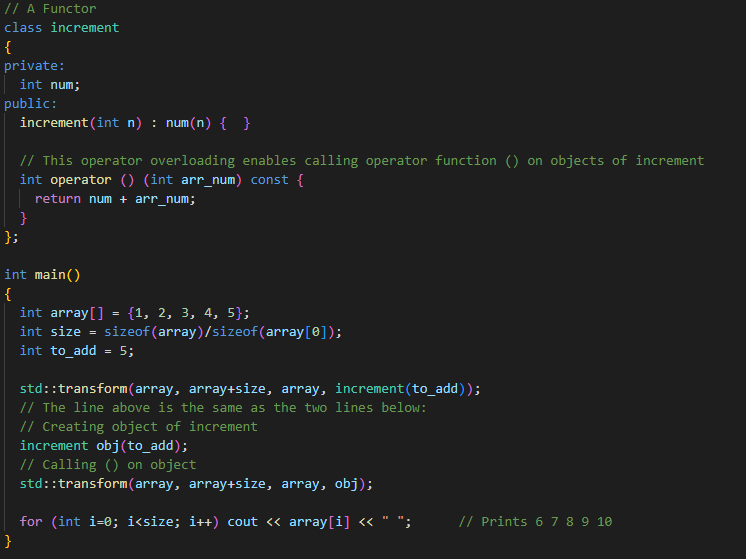 // A Functor
class increment
{
private:
  int num;
public:
  increment(int n) : num(n) {  }

  // This operator overloading enables calling operator function () on objects of increment
  int operator () (int arr_num) const {
    return num + arr_num;
  }
};

int main()
{
  int array[] = {1, 2, 3, 4, 5};
  int size = sizeof(array)/sizeof(array[0]);
  int to_add = 5;

  std::transform(array, array+size, array, increment(to_add));
  // The line above is the same as the two lines below:
  // Creating object of increment
  increment obj(to_add);
  // Calling () on object
  std::transform(array, array+size, array, obj);

  for (int i=0; i<size; i++) cout << array[i] << " ";      // Prints 6 7 8 9 10
}